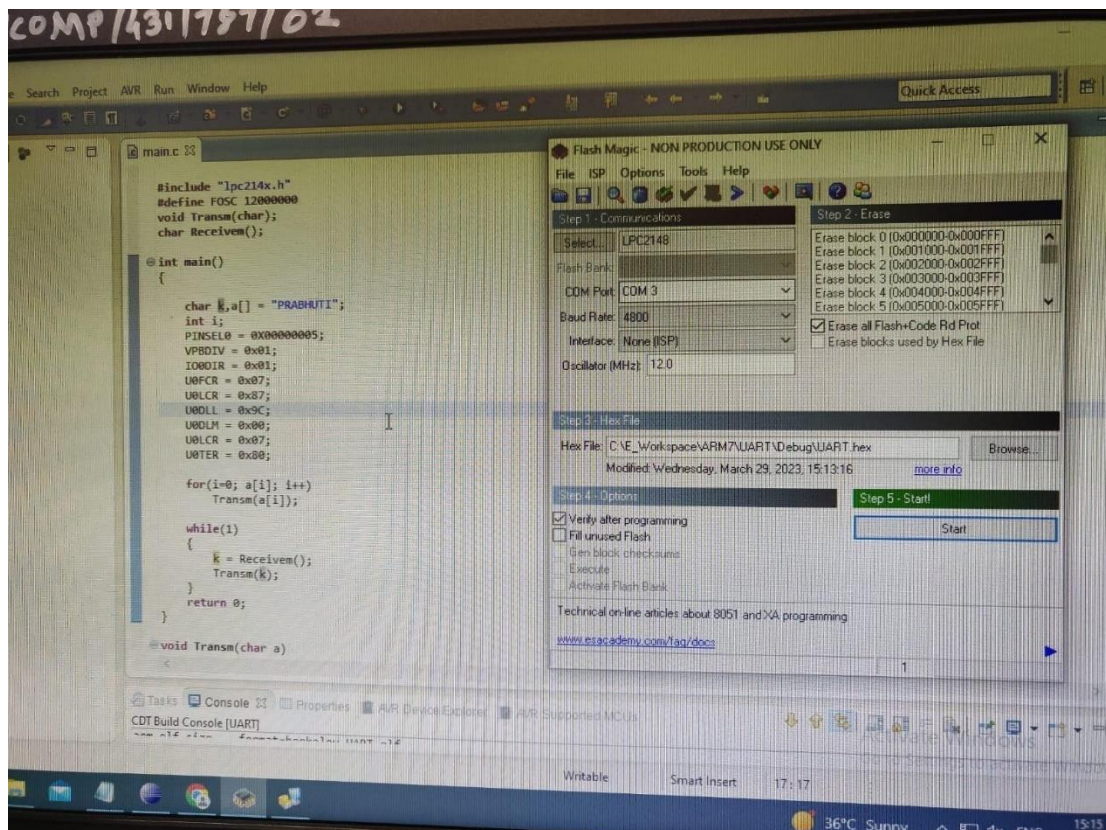 COMP/431/787/02
Search Project AVR Run Window Help
Quick Access
main.c
#include "lpc214x.h"
#define FOSC 12000000
void Transm(char);
char Receivem();
int main()
{
char k,a[] = "PRABHUTI";
int i;
PINSEL0 = 0X00000005;
VPBDIV = 0x01;
IO0DIR = 0x01;
U0FCR = 0x07;
U0LCR = 0x87;
U0DLL = 0x9C;
U0DLM = 0x00;
U0LCR = 0x07;
U0TER = 0x80;
for(i=0; a[i]; i++)
Transm(a[i]);
while(1)
{
k = Receivem();
Transm(k);
}
return 0;
}
void Transm(char a)
Flash Magic - NON PRODUCTION USE ONLY
File ISP Options Tools Help
Step 1 - Communications
Select... LPC2148
Flash Bank:
COM Port: COM 3
Baud Rate: 4800
Interface: None (ISP)
Oscillator (MHz): 12.0
Step 2 - Erase
Erase block 0 (0x000000-0x000FFF)
Erase block 1 (0x001000-0x001FFF)
Erase block 2 (0x002000-0x002FFF)
Erase block 3 (0x003000-0x003FFF)
Erase block 4 (0x004000-0x004FFF)
Erase block 5 (0x005000-0x005FFF)
Erase all Flash+Code Rd Prot
Erase blocks used by Hex File
Step 3 - Hex File
Hex File: C:\E_Workspace\ARM7\UART\Debug\UART.hex Browse...
Modified: Wednesday, March 29, 2023, 15:13:16 more info
Step 4 - Options
Verify after programming
Fill unused Flash
Gen block checksums
Execute
Activate Flash Bank
Step 5 - Start!
Start
Technical on-line articles about 8051 and XA programming
www.esacademy.com/faq/docs
1
Tasks Console Properties AVR Device Explorer AVR Supported MCUs
CDT Build Console [UART]
Writable Smart Insert 17:17
36°C Sunny 15:15